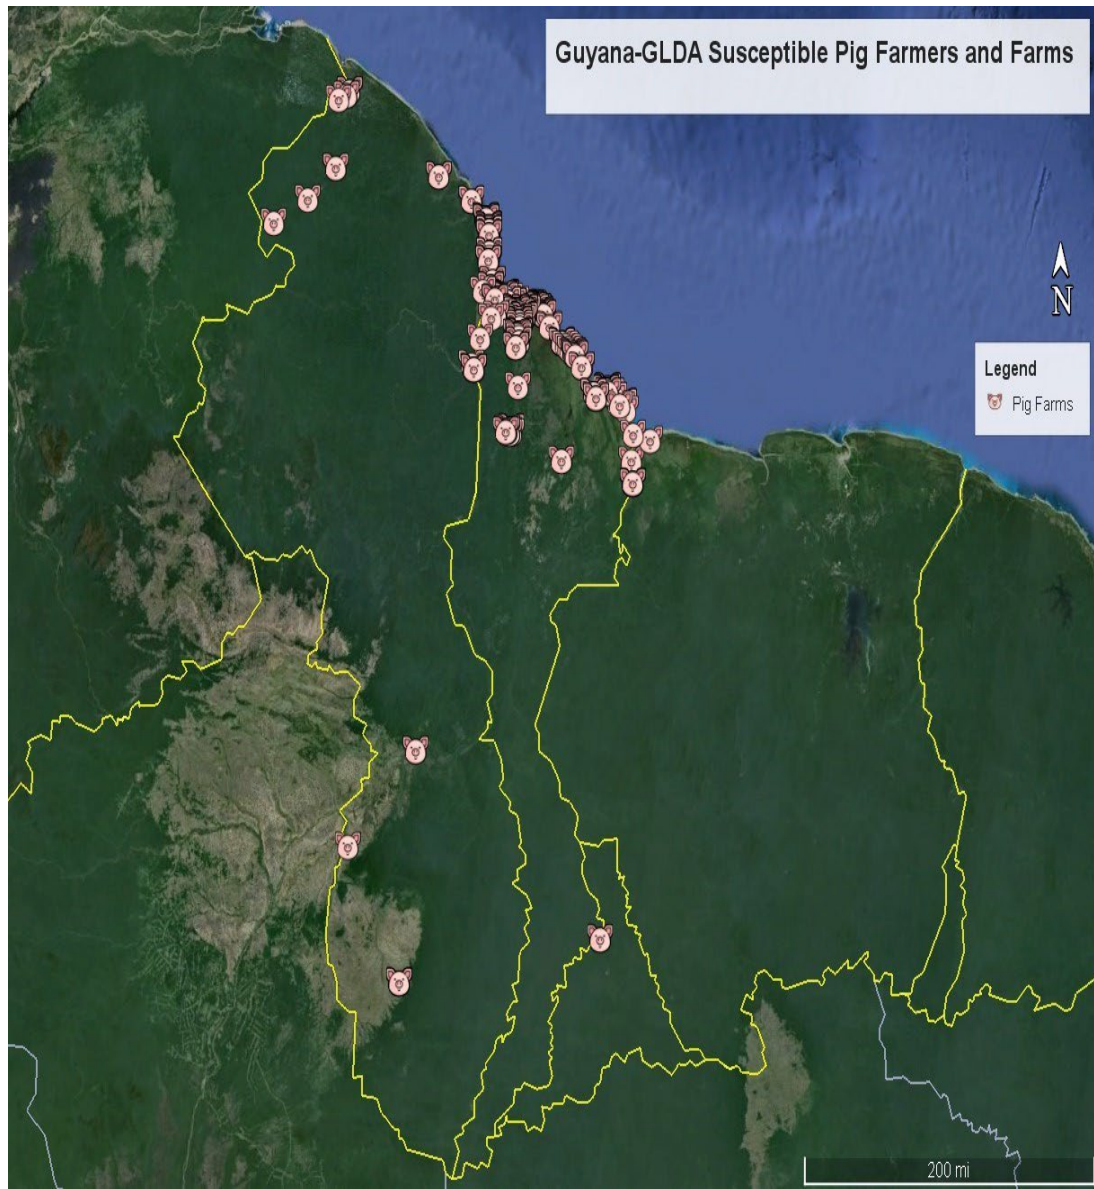 Guyana-GLDA Susceptible Pig Farmers and Farms
N
Legend
Pig Farms
200 mi